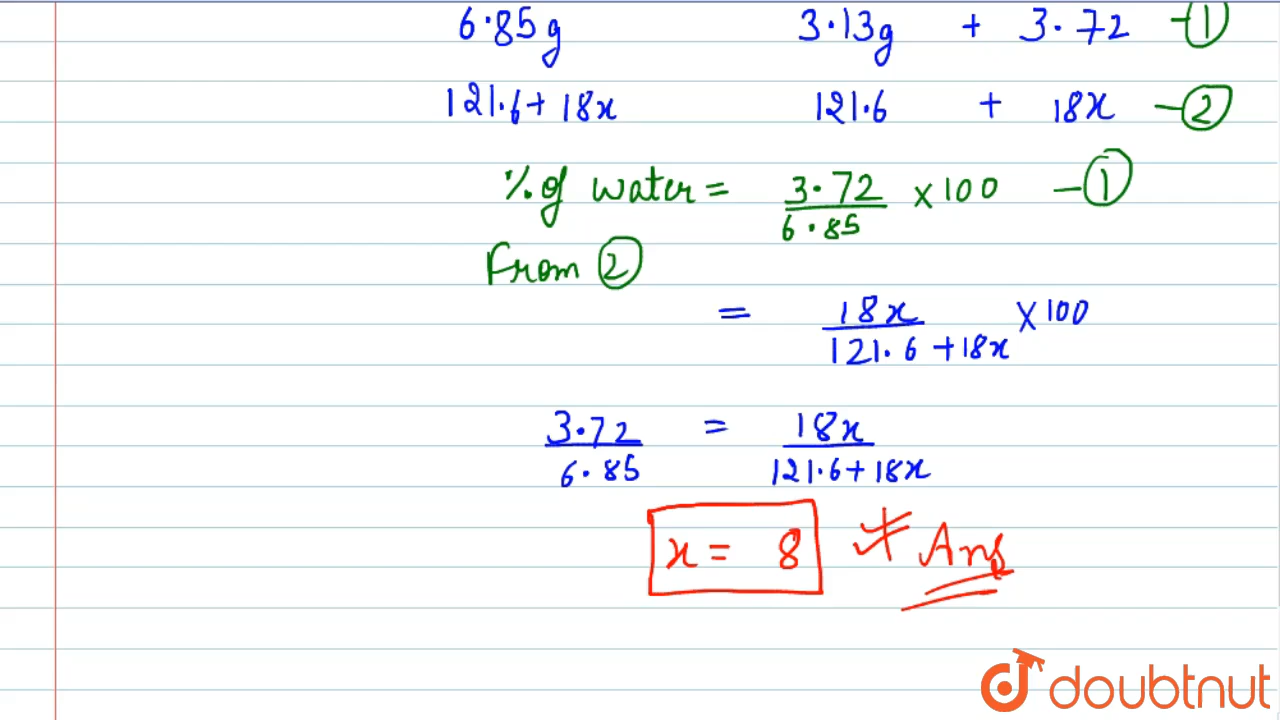 6.85g 3.13g + 3.72 - 1
121.6 + 18x 121.6 + 18x - 2
% of water = 3.72/6.85 × 100 - 1
From 2
= 18x/121.6 + 18x × 100
3.72/6.85 = 18x/121.6 + 18x
x = 8 Ans
doubtnut